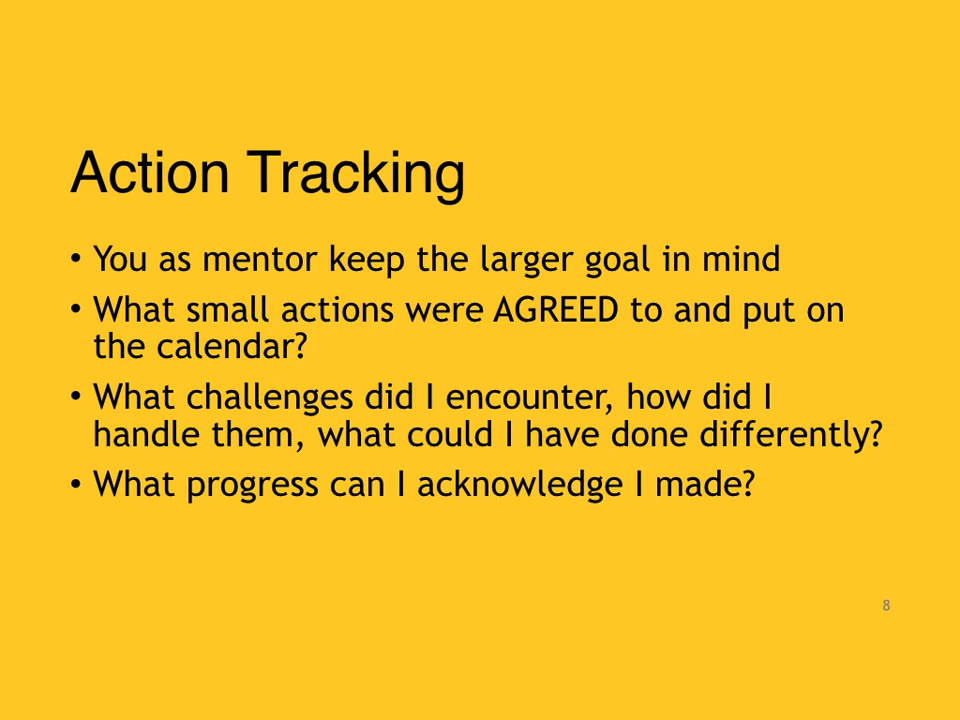 Action Tracking
• You as mentor keep the larger goal in mind
• What small actions were AGREED to and put on
the calendar?
• What challenges did I encounter, how did I
handle them, what could I have done differently?
• What progress can I acknowledge I made?
8